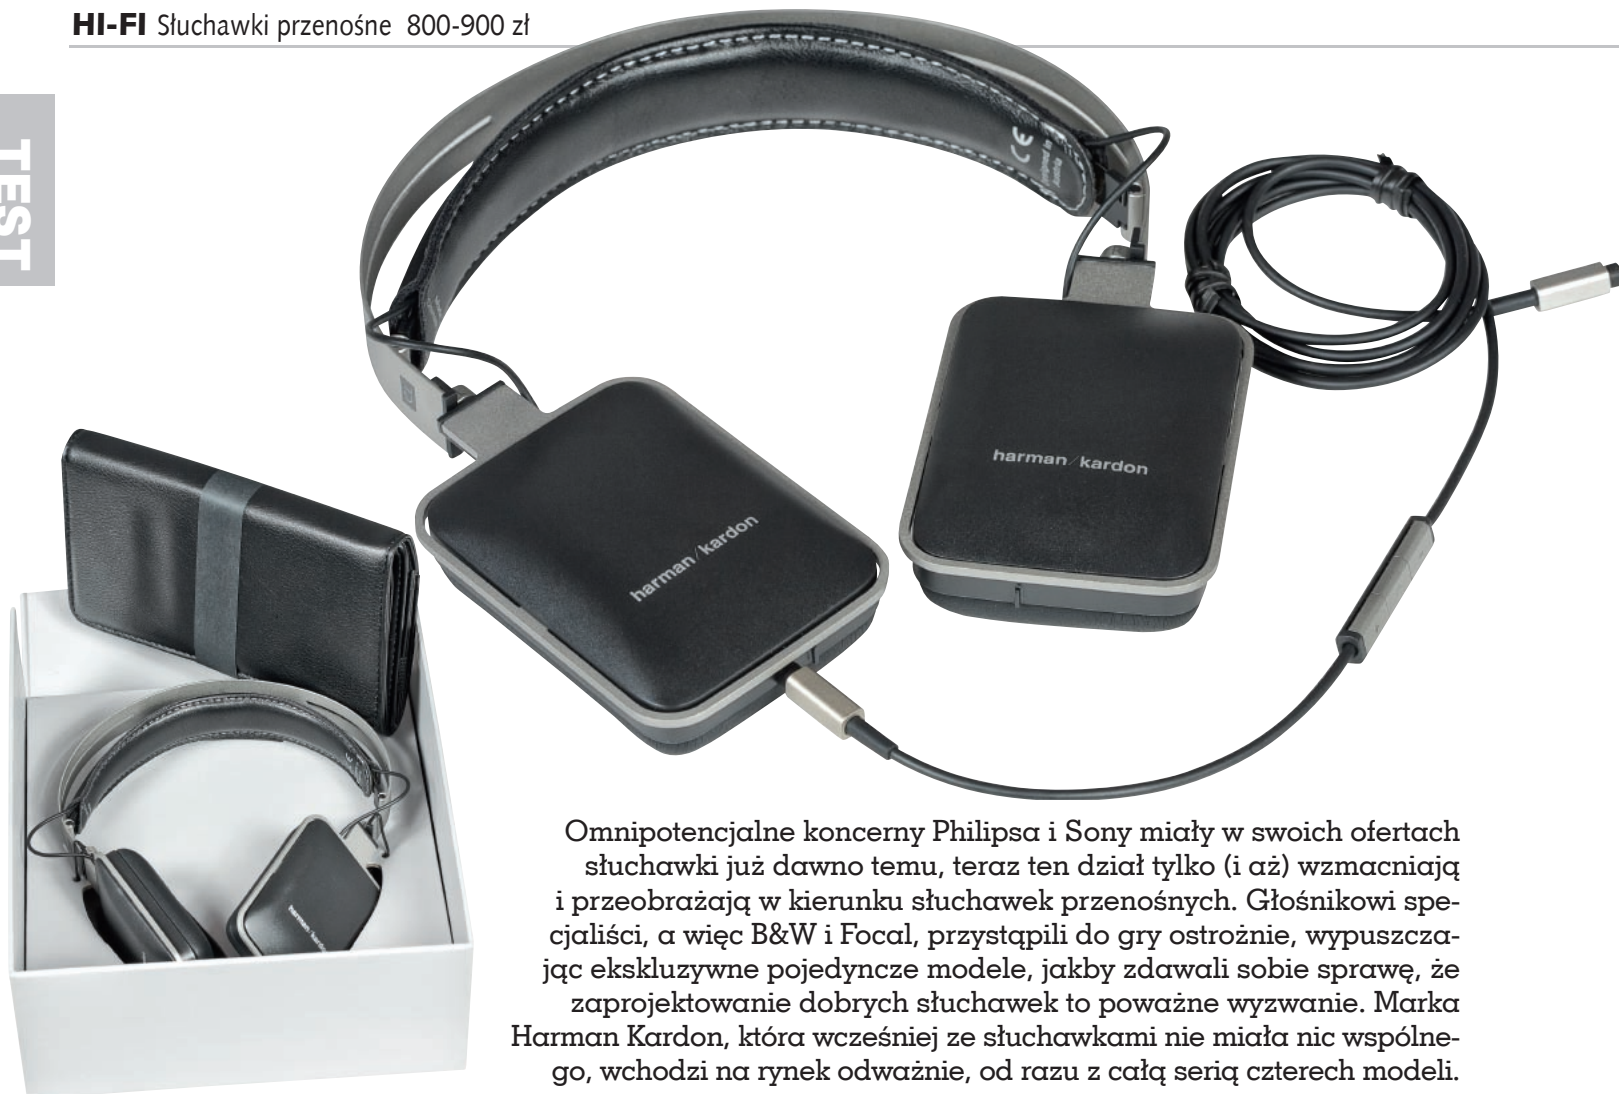 HI-FI Słuchawki przenośne 800-900 zł
TEST
CE
Austria
harman/kardon
harman/kardon
Omnipotencjalne koncerny Philipsa i Sony miały w swoich ofertach
słuchawki już dawno temu, teraz ten dział tylko (i aż) wzmacniają
i przeobrażają w kierunku słuchawek przenośnych. Głośnikowi spe-
cjaliści, a więc B&W i Focal, przystąpili do gry ostrożnie, wypuszcza-
jąc ekskluzywne pojedyncze modele, jakby zdawali sobie sprawę, że
zaprojektowanie dobrych słuchawek to poważne wyzwanie. Marka
Harman Kardon, która wcześniej ze słuchawkami nie miała nic wspólne-
go, wchodzi na rynek odważnie, od razu z całą serią czterech modeli.
harman/kardon